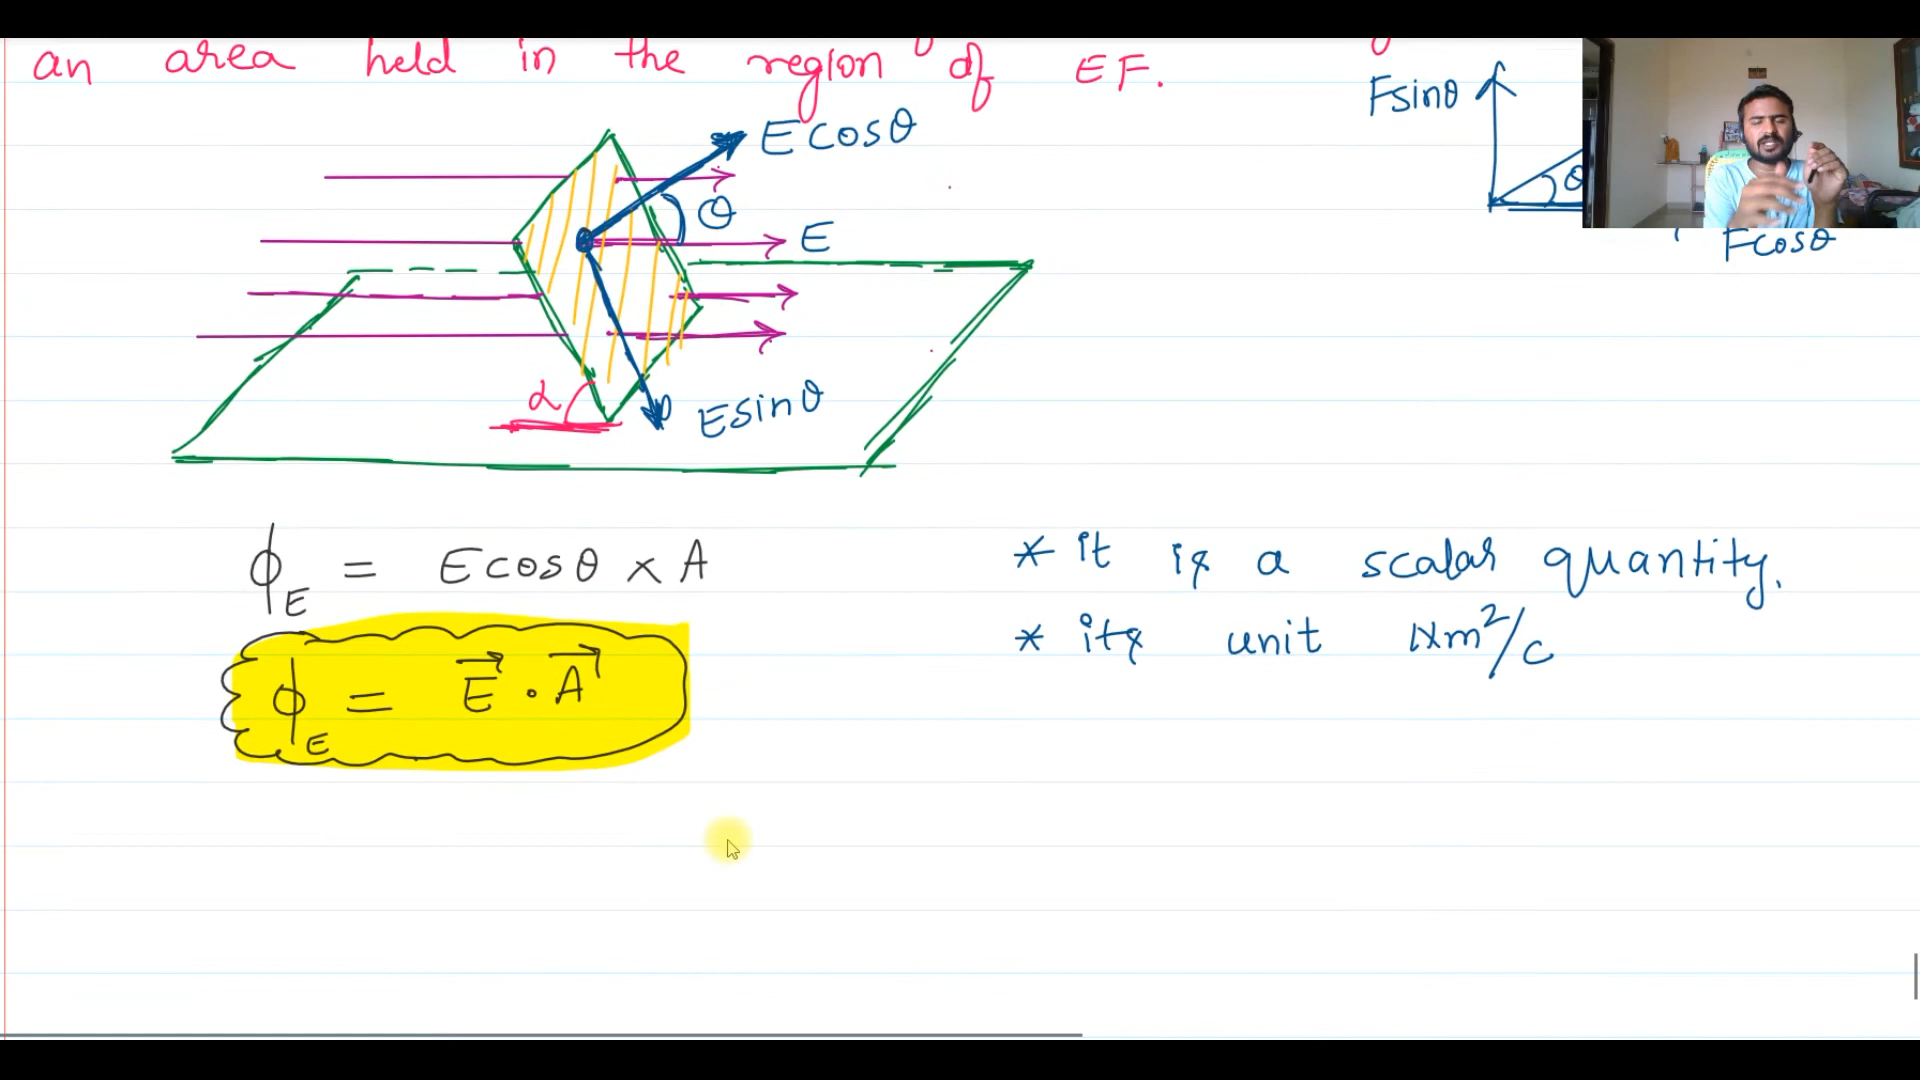 an area held in the region of EF.
Fsinθ
θ
Fcosθ
Ecosθ
θ
E
α
Esinθ
ϕE = Ecosθ × A
ϕE = E⃗ · A⃗
* it is a scalar quantity.
* its unit Nm²/c